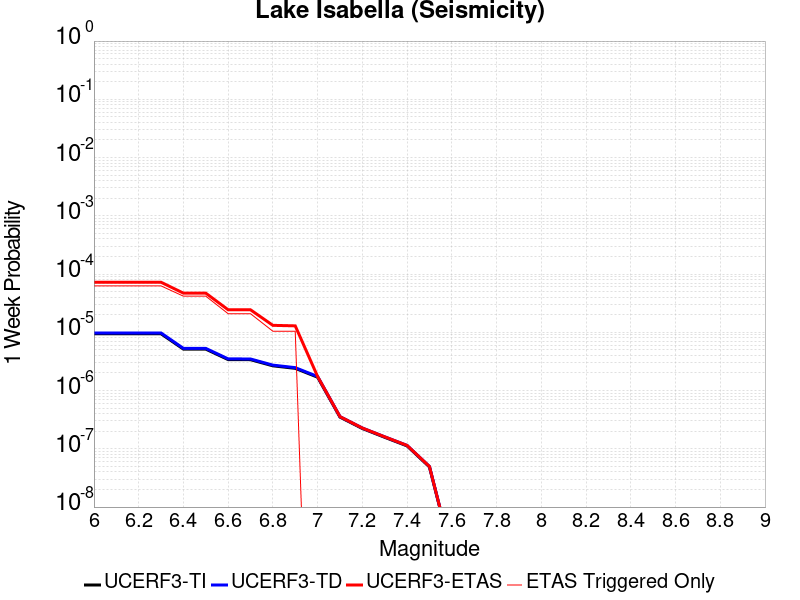 Lake Isabella (Seismicity)
10^0
10^-1
10^-2
10^-3
10^-4
10^-5
10^-6
10^-7
10^-8
1 Week Probability
6 6.2 6.4 6.6 6.8 7 7.2 7.4 7.6 7.8 8 8.2 8.4 8.6 8.8 9
Magnitude
UCERF3-TI UCERF3-TD UCERF3-ETAS ETAS Triggered Only